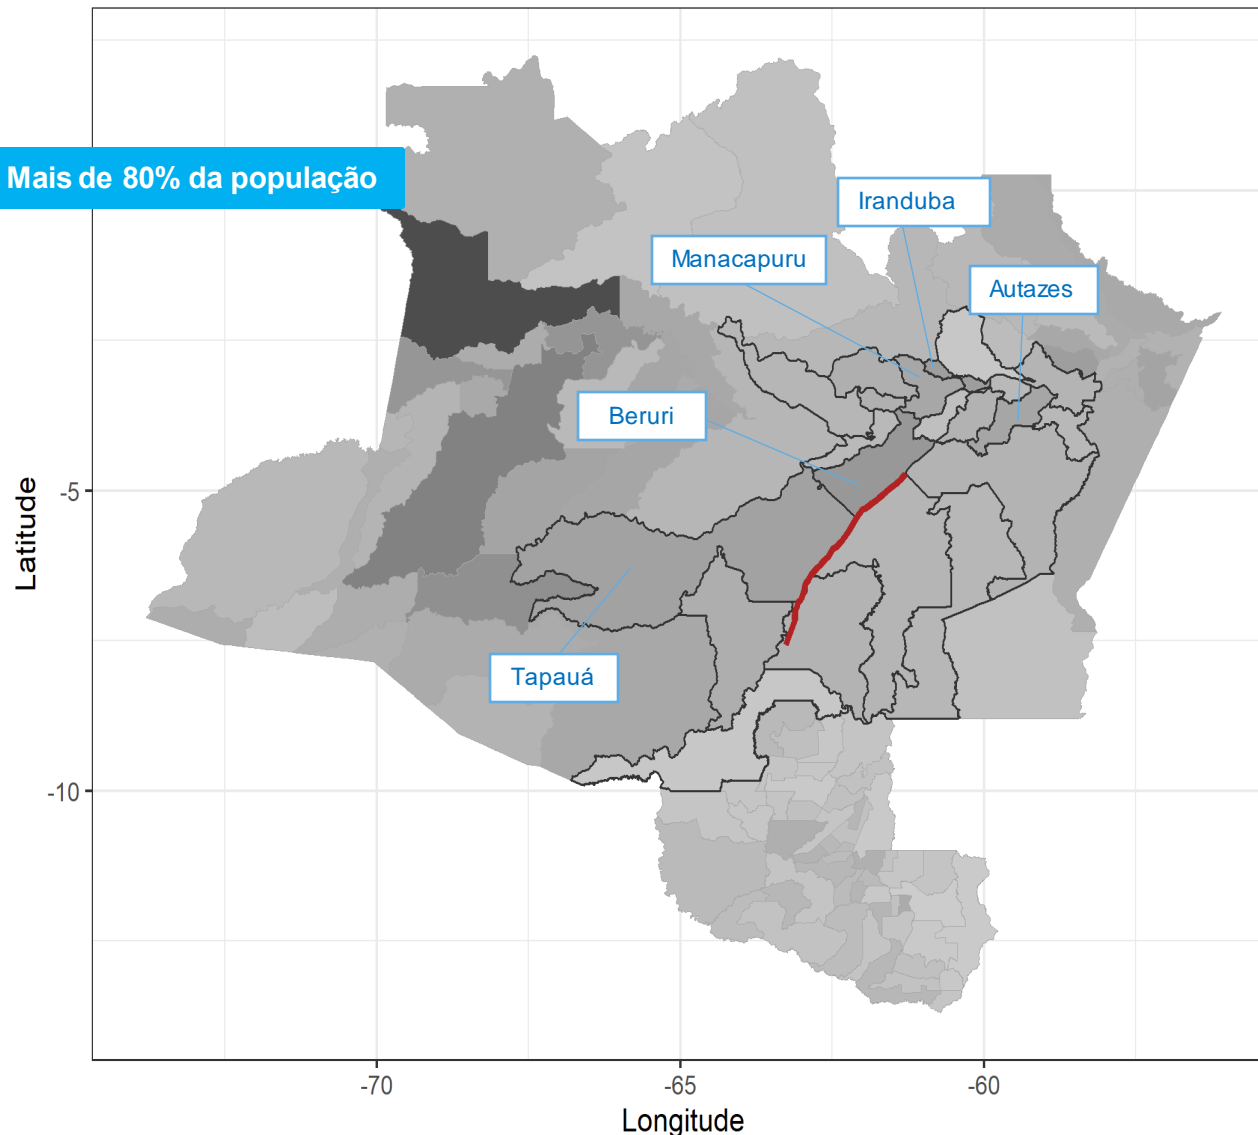 Mais de 80% da população
Iranduba
Manacapuru
Autazes
Beruri
Tapauá
Latitude
-5
-10
-70
-65
-60
Longitude